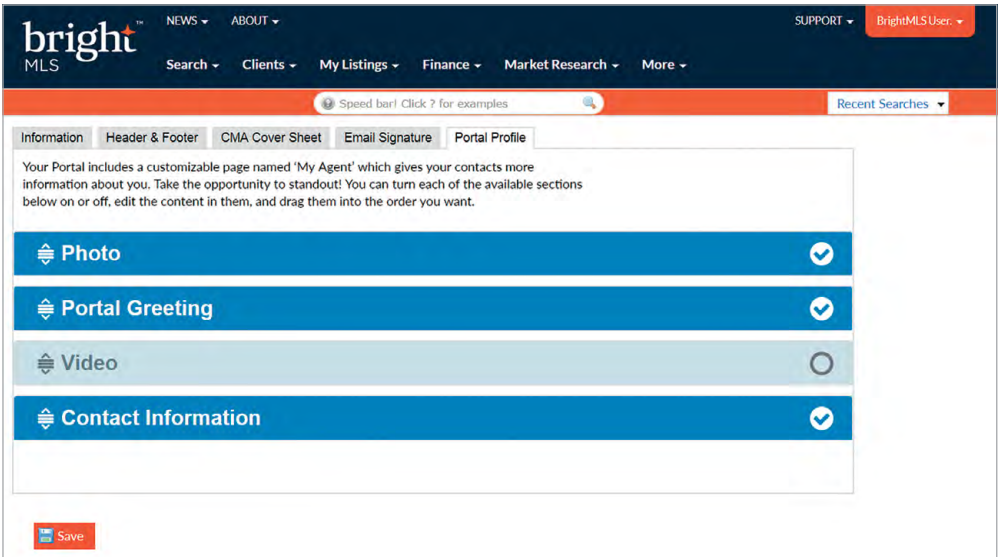 NEWS ABOUT SUPPORT BrightMLS User.
bright™
MLS
Search Clients My Listings Finance Market Research More
Speed bar! Click ? for examples
Recent Searches
Information Header & Footer CMA Cover Sheet Email Signature Portal Profile
Your Portal includes a customizable page named 'My Agent' which gives your contacts more
information about you. Take the opportunity to standout! You can turn each of the available sections
below on or off, edit the content in them, and drag them into the order you want.
Photo
Portal Greeting
Video
Contact Information
Save